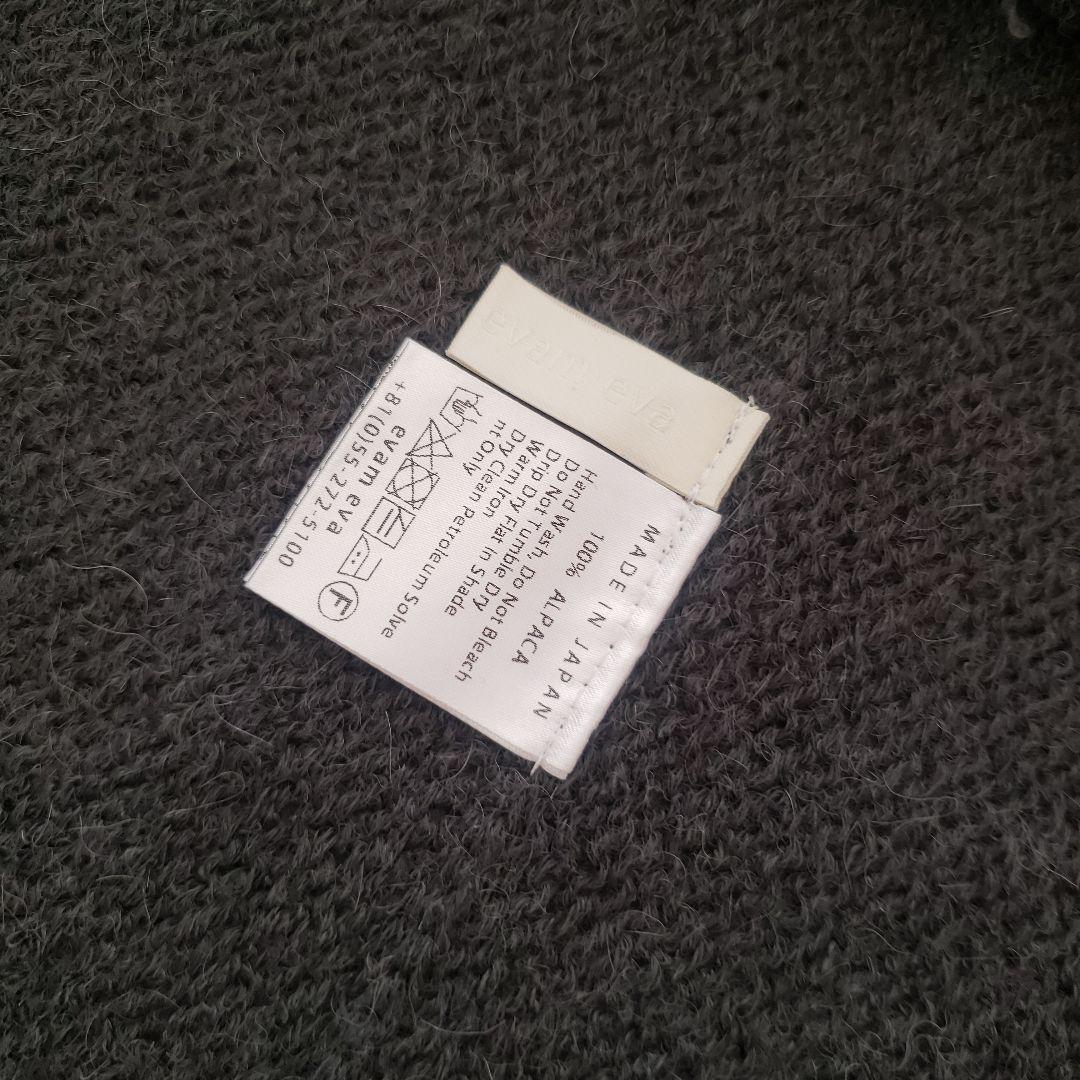 evam eva
MADE IN JAPAN
100% ALPACA
Hand Wash, Do Not Bleach
Do Not Tumble Dry
Drip Dry Flat in Shade
Warm Iron
Dry Clean Petroleum Solve
nt Only
F
evam eva
+81(0)55-272-5100